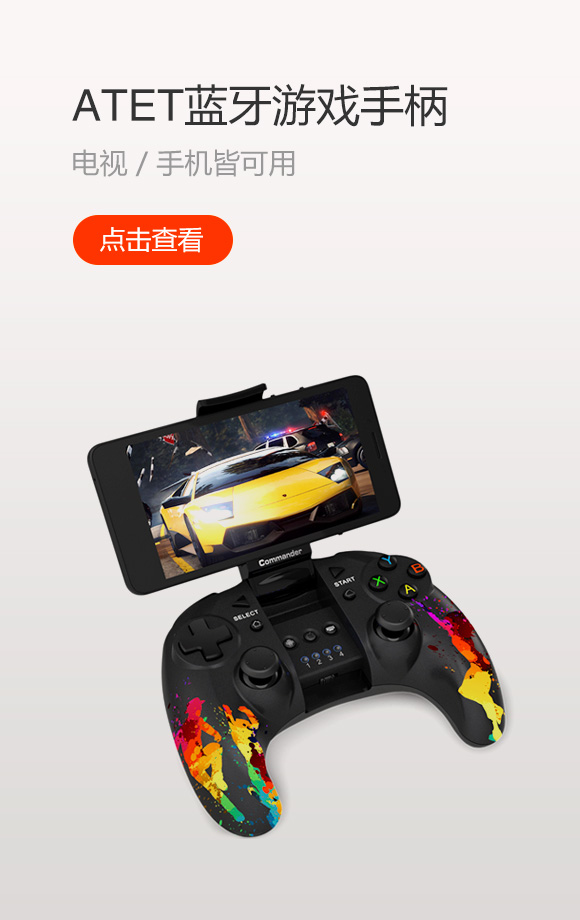 ATET蓝牙游戏手柄
电视 / 手机皆可用
点击查看
Commander
SELECT
START
Y
B
X
A
1 2 3 4